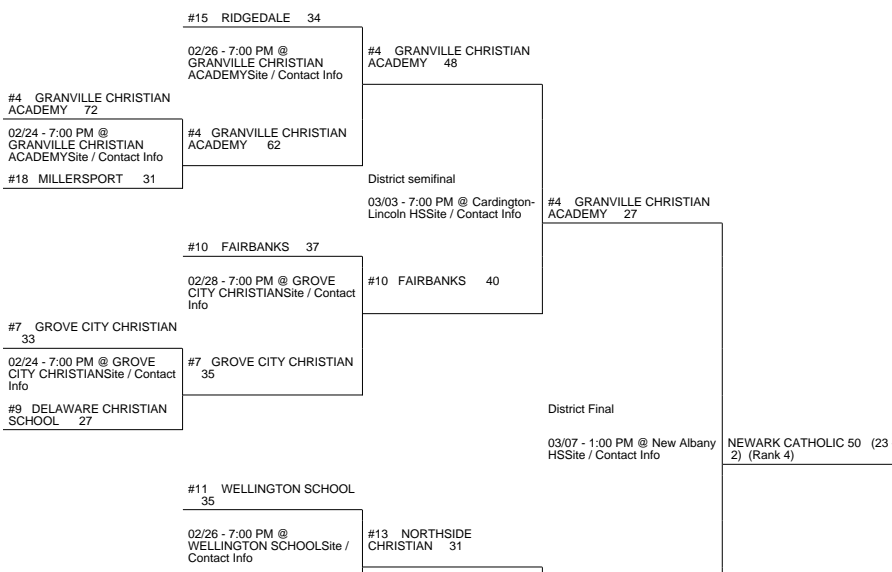 #15 RIDGEDALE 34
02/26 - 7:00 PM @
GRANVILLE CHRISTIAN
ACADEMYSite / Contact Info
#4 GRANVILLE CHRISTIAN
ACADEMY 48
#4 GRANVILLE CHRISTIAN
ACADEMY 72
02/24 - 7:00 PM @
GRANVILLE CHRISTIAN
ACADEMYSite / Contact Info
#4 GRANVILLE CHRISTIAN
ACADEMY 62
#18 MILLERSPORT 31
District semifinal
03/03 - 7:00 PM @ Cardington-
Lincoln HSSite / Contact Info
#4 GRANVILLE CHRISTIAN
ACADEMY 27
#10 FAIRBANKS 37
02/28 - 7:00 PM @ GROVE
CITY CHRISTIANSite / Contact
Info
#10 FAIRBANKS 40
#7 GROVE CITY CHRISTIAN
33
02/24 - 7:00 PM @ GROVE
CITY CHRISTIANSite / Contact
Info
#7 GROVE CITY CHRISTIAN
35
#9 DELAWARE CHRISTIAN
SCHOOL 27
District Final
03/07 - 1:00 PM @ New Albany
HSSite / Contact Info
NEWARK CATHOLIC 50 (23
2) (Rank 4)
#11 WELLINGTON SCHOOL
35
02/26 - 7:00 PM @
WELLINGTON SCHOOLSite /
Contact Info
#13 NORTHSIDE
CHRISTIAN 31